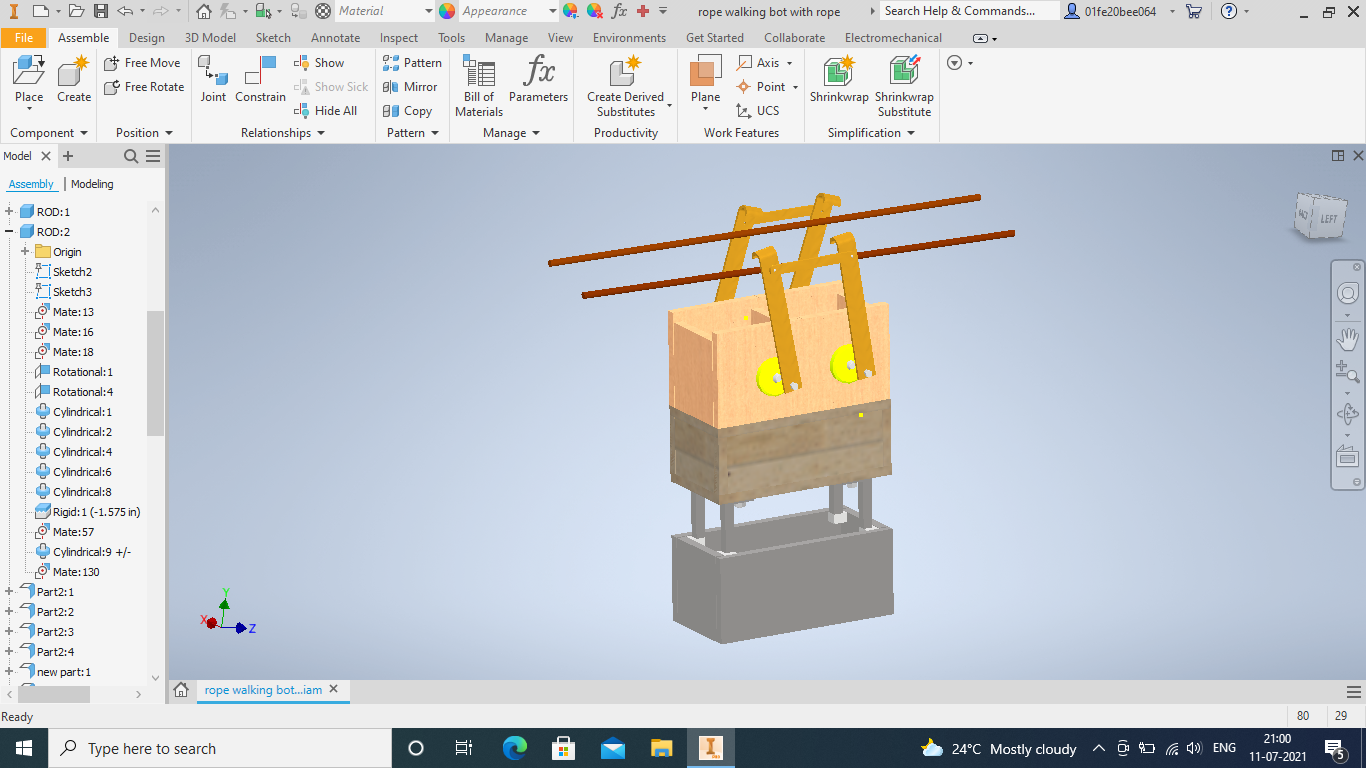 Material
Appearance
fx
rope walking bot with rope
Search Help & Commands...
01fe20bee064
File
Assemble
Design
3D Model
Sketch
Annotate
Inspect
Tools
Manage
View
Environments
Get Started
Collaborate
Electromechanical
Place
Create
Free Move
Free Rotate
Joint
Constrain
Show
Show Sick
Hide All
Pattern
Mirror
Copy
Bill of
Materials
fx
Parameters
Create Derived
Substitutes
Plane
Axis
Point
UCS
Shrinkwrap
Shrinkwrap
Substitute
Component
Position
Relationships
Pattern
Manage
Productivity
Work Features
Simplification
Model
Assembly
Modeling
ROD:1
ROD:2
Origin
Sketch2
Sketch3
Mate:13
Mate:16
Mate:18
Rotational:1
Rotational:4
Cylindrical:1
Cylindrical:2
Cylindrical:4
Cylindrical:6
Cylindrical:8
Rigid:1 (-1.575 in)
Mate:57
Cylindrical:9 +/-
Mate:130
Part2:1
Part2:2
Part2:3
Part2:4
new part:1
LEFT
Y
X
Z
rope walking bot...iam
Ready
80
29
Type here to search
24°C Mostly cloudy
ENG
21:00
11-07-2021
5